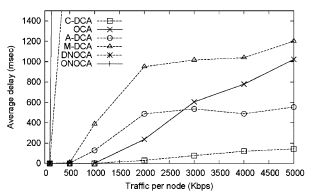 C-DCA
OCA
A-DCA
M-DCA
DNOCA
ONOCA
1400
1200
1000
800
600
400
200
0
Average delay (msec)
0 500 1000 1500 2000 2500 3000 3500 4000 4500 5000
Traffic per node (Kbps)